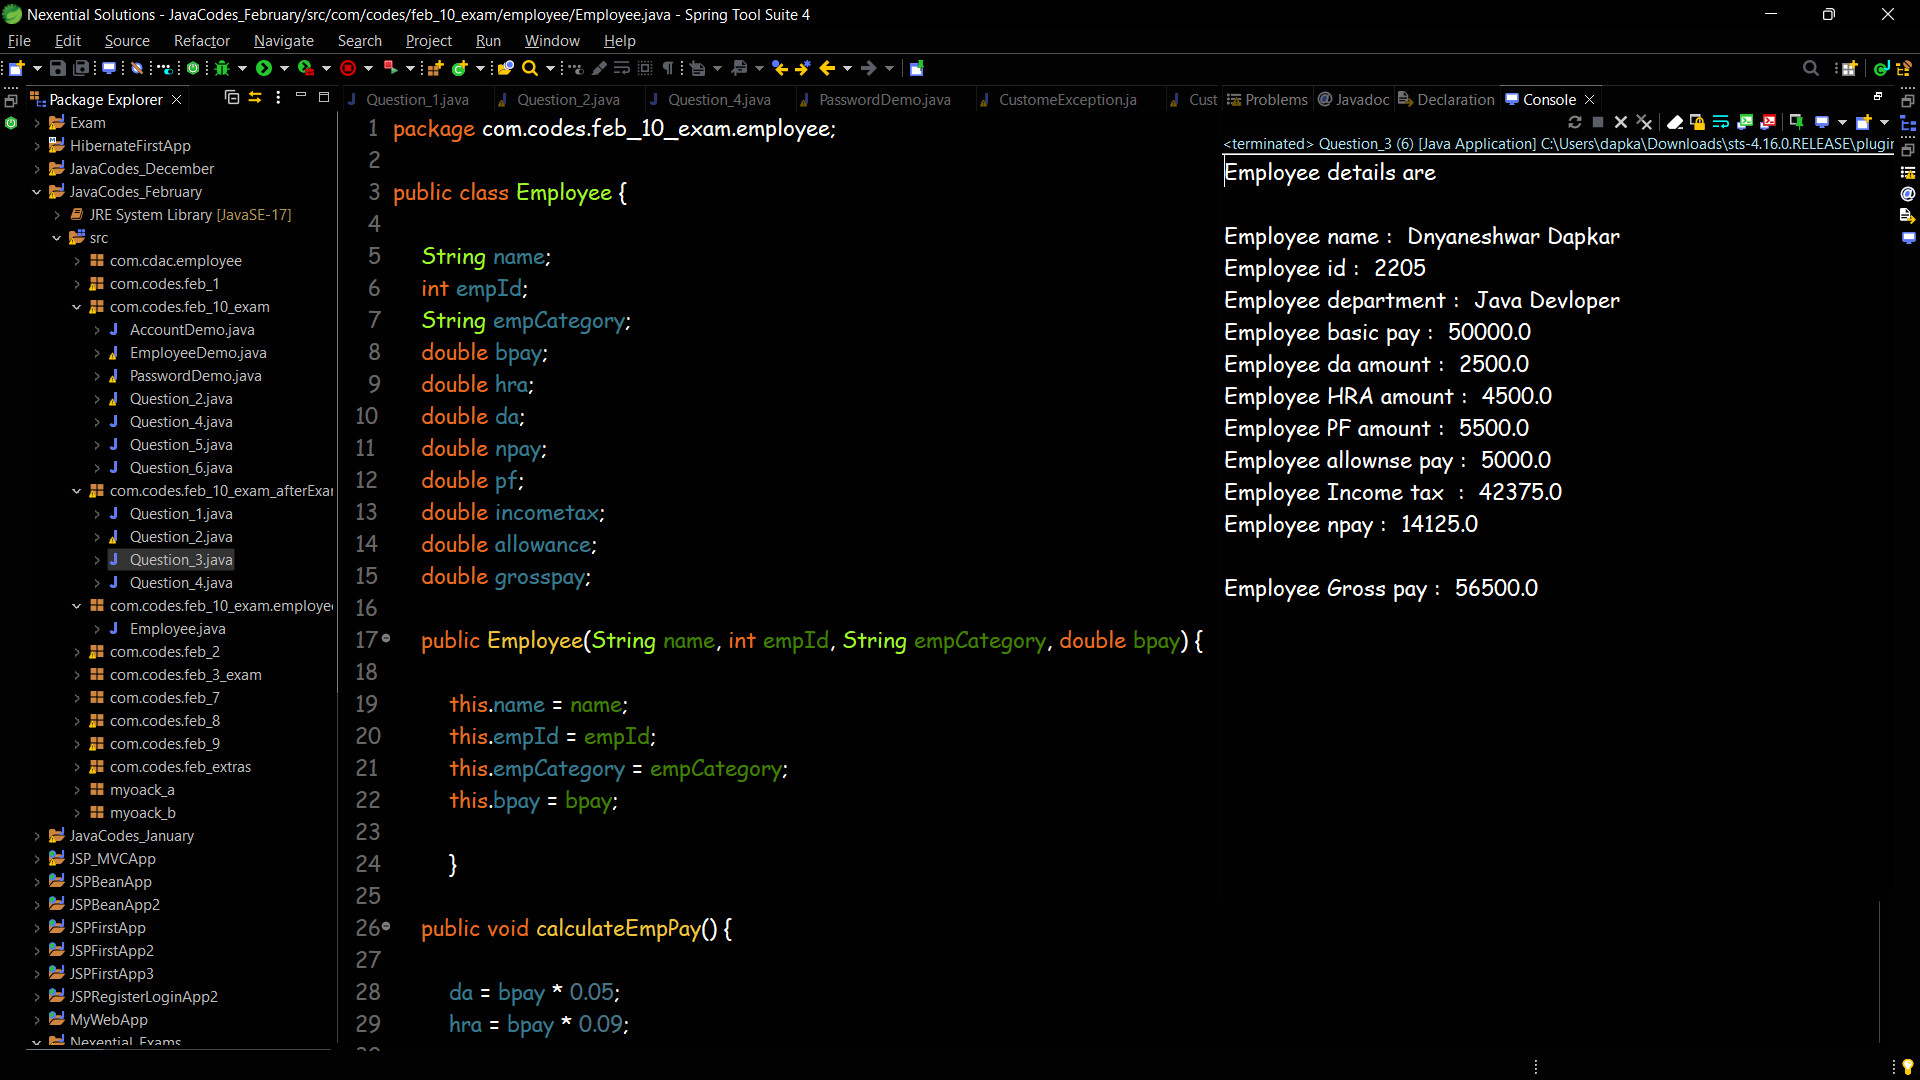 Nexential Solutions - JavaCodes_February/src/com/codes/feb_10_exam/employee/Employee.java - Spring Tool Suite 4
File Edit Source Refactor Navigate Search Project Run Window Help
Package Explorer
Exam
HibernateFirstApp
JavaCodes_December
JavaCodes_February
JRE System Library [JavaSE-17]
src
com.cdac.employee
com.codes.feb_1
com.codes.feb_10_exam
AccountDemo.java
EmployeeDemo.java
PasswordDemo.java
Question_2.java
Question_4.java
Question_5.java
Question_6.java
com.codes.feb_10_exam_afterExar
Question_1.java
Question_2.java
Question_3.java
Question_4.java
com.codes.feb_10_exam.employe
Employee.java
com.codes.feb_2
com.codes.feb_3_exam
com.codes.feb_7
com.codes.feb_8
com.codes.feb_9
com.codes.feb_extras
myoack_a
myoack_b
JavaCodes_January
JSP_MVCApp
JSPBeanApp
JSPBeanApp2
JSPFirstApp
JSPFirstApp2
JSPFirstApp3
JSPRegisterLoginApp2
MyWebApp
Nexential_Exams
Question_1.java Question_2.java Question_4.java PasswordDemo.java CustomeException.ja Cust
1 package com.codes.feb_10_exam.employee;
2
3 public class Employee {
4
5 String name;
6 int empId;
7 String empCategory;
8 double bpay;
9 double hra;
10 double da;
11 double npay;
12 double pf;
13 double incometax;
14 double allowance;
15 double grosspay;
16
17 public Employee(String name, int empId, String empCategory, double bpay) {
18
19 this.name = name;
20 this.empId = empId;
21 this.empCategory = empCategory;
22 this.bpay = bpay;
23
24 }
25
26 public void calculateEmpPay() {
27
28 da = bpay * 0.05;
29 hra = bpay * 0.09;
Problems Javadoc Declaration Console
<terminated> Question_3 (6) [Java Application] C:\Users\dapka\Downloads\sts-4.16.0.RELEASE\plugir
Employee details are
Employee name : Dnyaneshwar Dapkar
Employee id : 2205
Employee department : Java Devloper
Employee basic pay : 50000.0
Employee da amount : 2500.0
Employee HRA amount : 4500.0
Employee PF amount : 5500.0
Employee allownse pay : 5000.0
Employee Income tax : 42375.0
Employee npay : 14125.0
Employee Gross pay : 56500.0